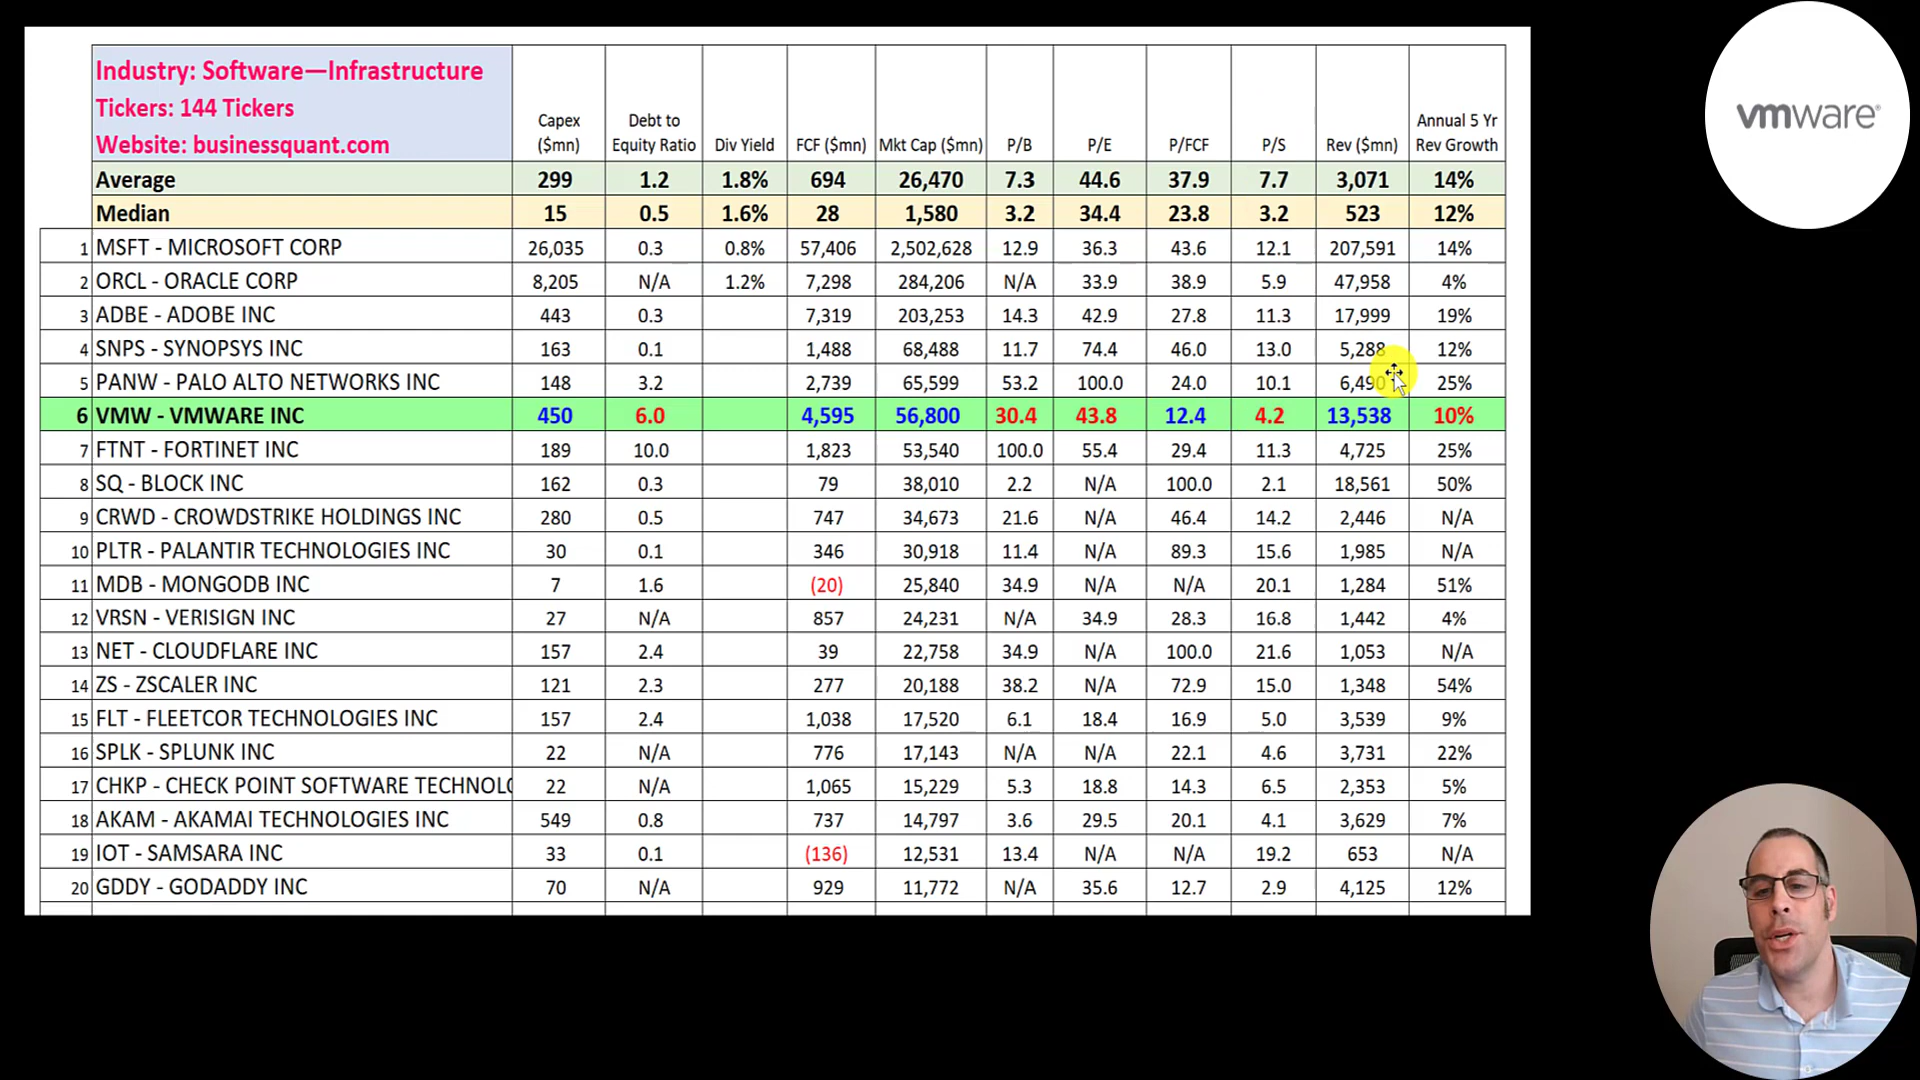 Industry: Software—Infrastructure
Tickers: 144 Tickers
Website: businessquant.com
Capex ($mn) Debt to Equity Ratio Div Yield FCF ($mn) Mkt Cap ($mn) P/B P/E P/FCF P/S Rev ($mn) Annual 5 Yr Rev Growth
Average 299 1.2 1.8% 694 26,470 7.3 44.6 37.9 7.7 3,071 14%
Median 15 0.5 1.6% 28 1,580 3.2 34.4 23.8 3.2 523 12%
1 MSFT - MICROSOFT CORP 26,035 0.3 0.8% 57,406 2,502,628 12.9 36.3 43.6 12.1 207,591 14%
2 ORCL - ORACLE CORP 8,205 N/A 1.2% 7,298 284,206 N/A 33.9 38.9 5.9 47,958 4%
3 ADBE - ADOBE INC 443 0.3 7,319 203,253 14.3 42.9 27.8 11.3 17,999 19%
4 SNPS - SYNOPSYS INC 163 0.1 1,488 68,488 11.7 74.4 46.0 13.0 5,288 12%
5 PANW - PALO ALTO NETWORKS INC 148 3.2 2,739 65,599 53.2 100.0 24.0 10.1 6,490 25%
6 VMW - VMWARE INC 450 6.0 4,595 56,800 30.4 43.8 12.4 4.2 13,538 10%
7 FTNT - FORTINET INC 189 10.0 1,823 53,540 100.0 55.4 29.4 11.3 4,725 25%
8 SQ - BLOCK INC 162 0.3 79 38,010 2.2 N/A 100.0 2.1 18,561 50%
9 CRWD - CROWDSTRIKE HOLDINGS INC 280 0.5 747 34,673 21.6 N/A 46.4 14.2 2,446 N/A
10 PLTR - PALANTIR TECHNOLOGIES INC 30 0.1 346 30,918 11.4 N/A 89.3 15.6 1,985 N/A
11 MDB - MONGODB INC 7 1.6 (20) 25,840 34.9 N/A N/A 20.1 1,284 51%
12 VRSN - VERISIGN INC 27 N/A 857 24,231 N/A 34.9 28.3 16.8 1,442 4%
13 NET - CLOUDFLARE INC 157 2.4 39 22,758 34.9 N/A 100.0 21.6 1,053 N/A
14 ZS - ZSCALER INC 121 2.3 277 20,188 38.2 N/A 72.9 15.0 1,348 54%
15 FLT - FLEETCOR TECHNOLOGIES INC 157 2.4 1,038 17,520 6.1 18.4 16.9 5.0 3,539 9%
16 SPLK - SPLUNK INC 22 N/A 776 17,143 N/A N/A 22.1 4.6 3,731 22%
17 CHKP - CHECK POINT SOFTWARE TECHNOLO 22 N/A 1,065 15,229 5.3 18.8 14.3 6.5 2,353 5%
18 AKAM - AKAMAI TECHNOLOGIES INC 549 0.8 737 14,797 3.6 29.5 20.1 4.1 3,629 7%
19 IOT - SAMSARA INC 33 0.1 (136) 12,531 13.4 N/A N/A 19.2 653 N/A
20 GDDY - GODADDY INC 70 N/A 929 11,772 N/A 35.6 12.7 2.9 4,125 12%
vmware®